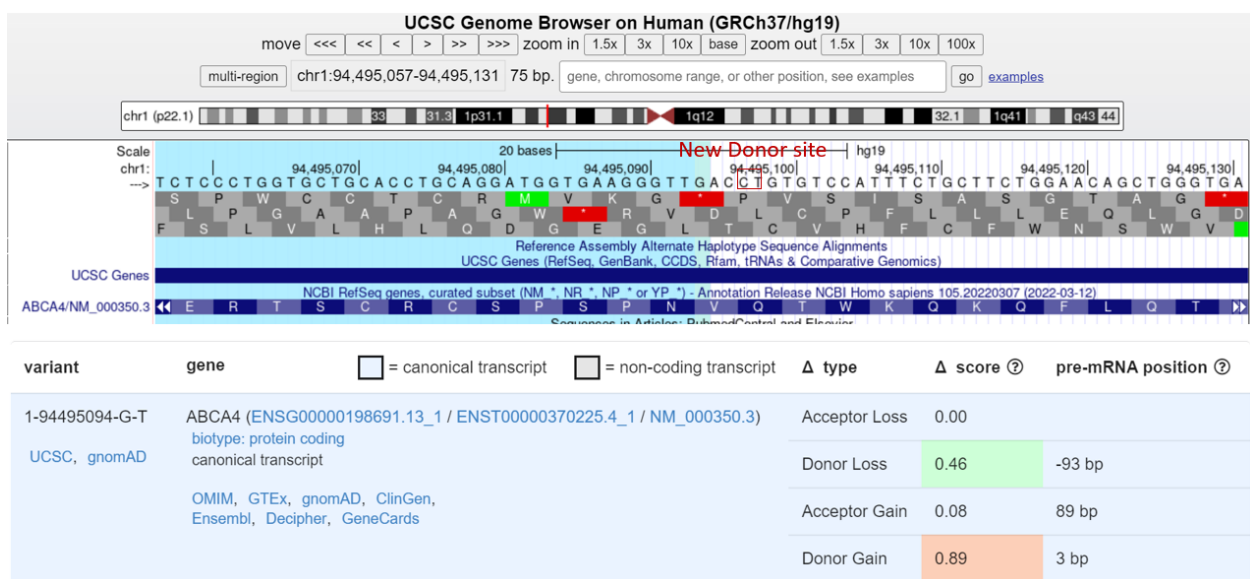 UCSC Genome Browser on Human (GRCh37/hg19)
move <<< << < > >> >>> zoom in 1.5x 3x 10x base zoom out 1.5x 3x 10x 100x
multi-region chr1:94,495,057-94,495,131 75 bp. gene, chromosome range, or other position, see examples go examples
chr1 (p22.1) 33 31.3 1p31.1 1q12 32.1 1q41 q43 44
Scale 20 bases New Donor site hg19
chr1: 94,495,070 94,495,080 94,495,090 94,495,100 94,495,110 94,495,120 94,495,130
---> T C T C C C T G G T G C T G C A C C T G C A G G A T G G T G A A G G G T T G A C C T G T G T C C A T T T C T G C T T C T G G A A C A G C T G G G T G A
S P W C C T C R M V K G * P V S I S A S G T A G *
L P G A A P A G W * R V D L C P F L L L E Q L G D
F S L V L H L Q D G E G L T C V H F C F W N S W V
Reference Assembly Alternate Haplotype Sequence Alignments
UCSC Genes (RefSeq, GenBank, CCDS, Rfam, tRNAs & Comparative Genomics)
UCSC Genes
NCBI RefSeq genes, curated subset (NM_*, NR_*, NP_* or YP_*) - Annotation Release NCBI Homo sapiens 105.20220307 (2022-03-12)
ABCA4/NM_000350.3 E R T S C R C S P S P N V Q T W K Q K Q F L Q T
Sequences in Articles: PubmedCentral and Elsevier
variant gene = canonical transcript = non-coding transcript Δ type Δ score ? pre-mRNA position ?
1-94495094-G-T ABCA4 (ENSG00000198691.13_1 / ENST00000370225.4_1 / NM_000350.3) Acceptor Loss 0.00
biotype: protein coding
UCSC, gnomAD canonical transcript Donor Loss 0.46 -93 bp
OMIM, GTEx, gnomAD, ClinGen, Acceptor Gain 0.08 89 bp
Ensembl, Decipher, GeneCards
Donor Gain 0.89 3 bp